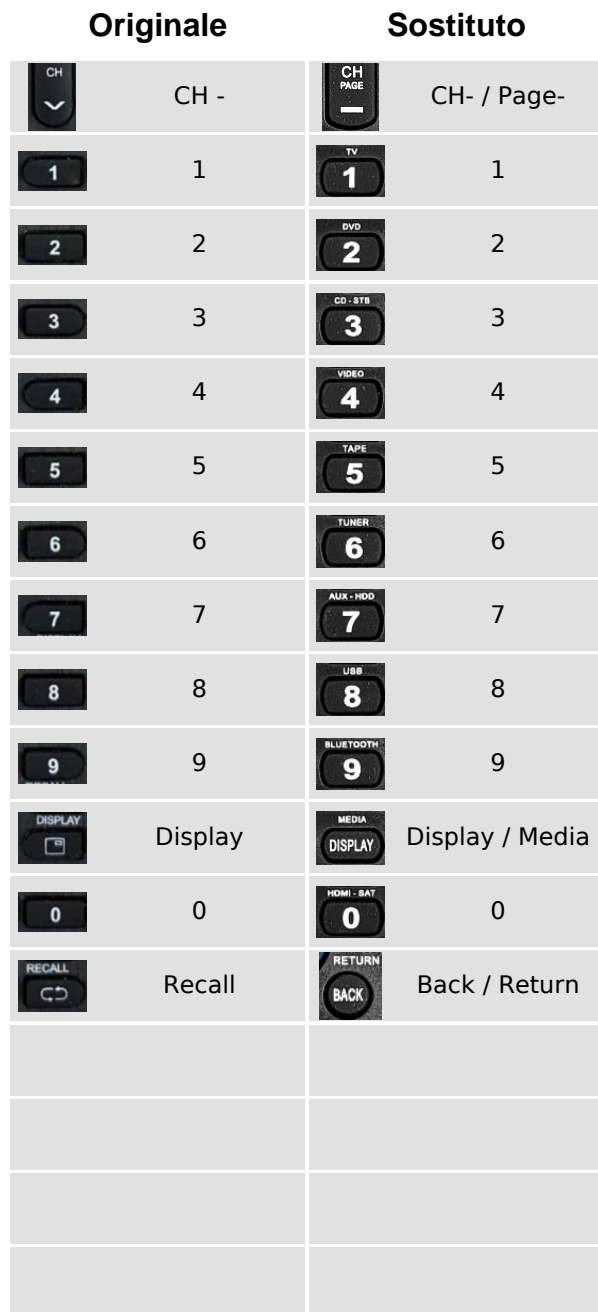 Originale Sostituto
CH CH - CH PAGE CH- / Page-
1 1 TV 1 1
2 2 DVD 2 2
3 3 CD - STB 3 3
4 4 VIDEO 4 4
5 5 TAPE 5 5
6 6 TUNER 6 6
7 7 AUX - HDD 7 7
8 8 USB 8 8
9 9 BLUETOOTH 9 9
DISPLAY Display MEDIA DISPLAY Display / Media
0 0 HDMI - SAT 0 0
RECALL Recall RETURN BACK Back / Return